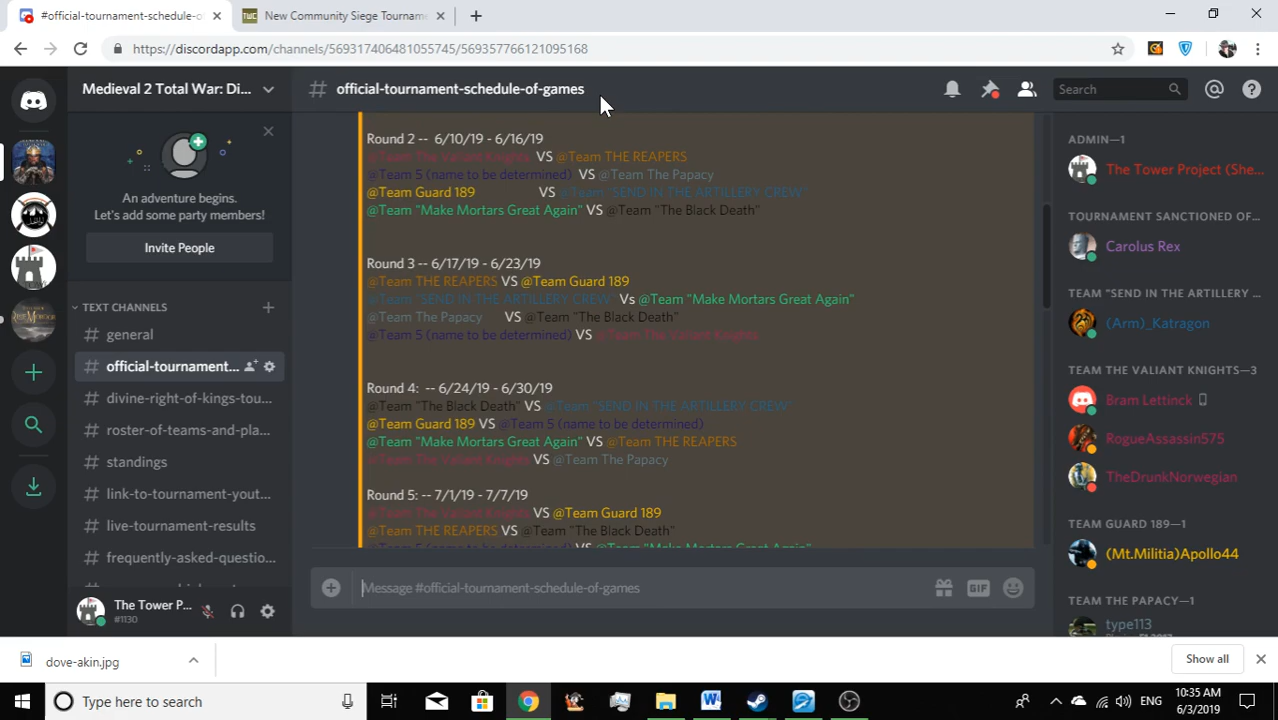 #official-tournament-schedule-o
New Community Siege Tourname
https://discordapp.com/channels/569317406481055745/569357766121095168
Medieval 2 Total War: Di...
official-tournament-schedule-of-games
Search
An adventure begins.
Let's add some party members!
Invite People
TEXT CHANNELS
general
official-tournament...
divine-right-of-kings-tou...
roster-of-teams-and-pla...
standings
link-to-tournament-yout...
live-tournament-results
frequently-asked-questio...
The Tower P...
#1130
Round 2 -- 6/10/19 - 6/16/19
@Team The Valiant Knights VS @Team THE REAPERS
@Team 5 (name to be determined) VS @Team The Papacy
@Team Guard 189 VS @Team "SEND IN THE ARTILLERY CREW"
@Team "Make Mortars Great Again" VS @Team "The Black Death"
Round 3 -- 6/17/19 - 6/23/19
@Team THE REAPERS VS @Team Guard 189
@Team "SEND IN THE ARTILLERY CREW" Vs @Team "Make Mortars Great Again"
@Team The Papacy VS @Team "The Black Death"
@Team 5 (name to be determined) VS @Team The Valiant Knights
Round 4: -- 6/24/19 - 6/30/19
@Team "The Black Death" VS @Team "SEND IN THE ARTILLERY CREW"
@Team Guard 189 VS @Team 5 (name to be determined)
@Team "Make Mortars Great Again" VS @Team THE REAPERS
@Team The Valiant Knights VS @Team The Papacy
Round 5: -- 7/1/19 - 7/7/19
@Team The Valiant Knights VS @Team Guard 189
@Team THE REAPERS VS @Team "The Black Death"
@Team 5 (name to be determined) VS @Team "Make Mortars Great Again"
Message #official-tournament-schedule-of-games
GIF
ADMIN—1
The Tower Project (She...
TOURNAMENT SANCTIONED OF...
Carolus Rex
TEAM "SEND IN THE ARTILLERY ...
(Arm)_Katragon
TEAM THE VALIANT KNIGHTS—3
Bram Lettinck
RogueAssassin575
TheDrunkNorwegian
TEAM GUARD 189—1
(Mt.Militia)Apollo44
TEAM THE PAPACY—1
type113
dove-akin.jpg
Show all
Type here to search
ENG
10:35 AM
6/3/2019